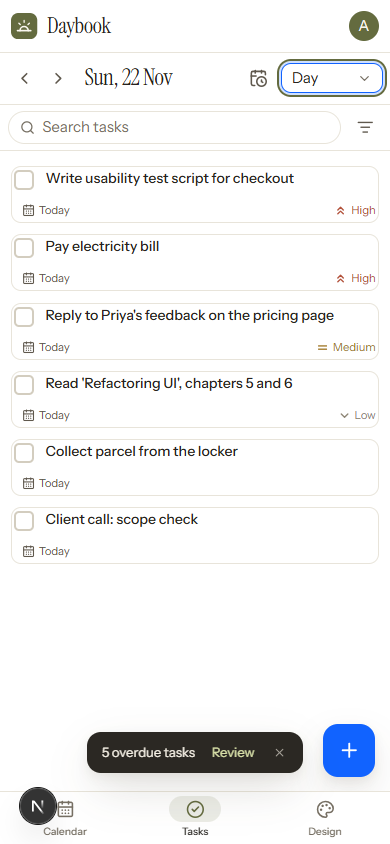 Daybook
A
Sun, 22 Nov
Day
Search tasks
Write usability test script for checkout
Today
High
Pay electricity bill
Today
High
Reply to Priya's feedback on the pricing page
Today
Medium
Read 'Refactoring UI', chapters 5 and 6
Today
Low
Collect parcel from the locker
Today
Client call: scope check
Today
5 overdue tasks Review
N
Calendar
Tasks
Design